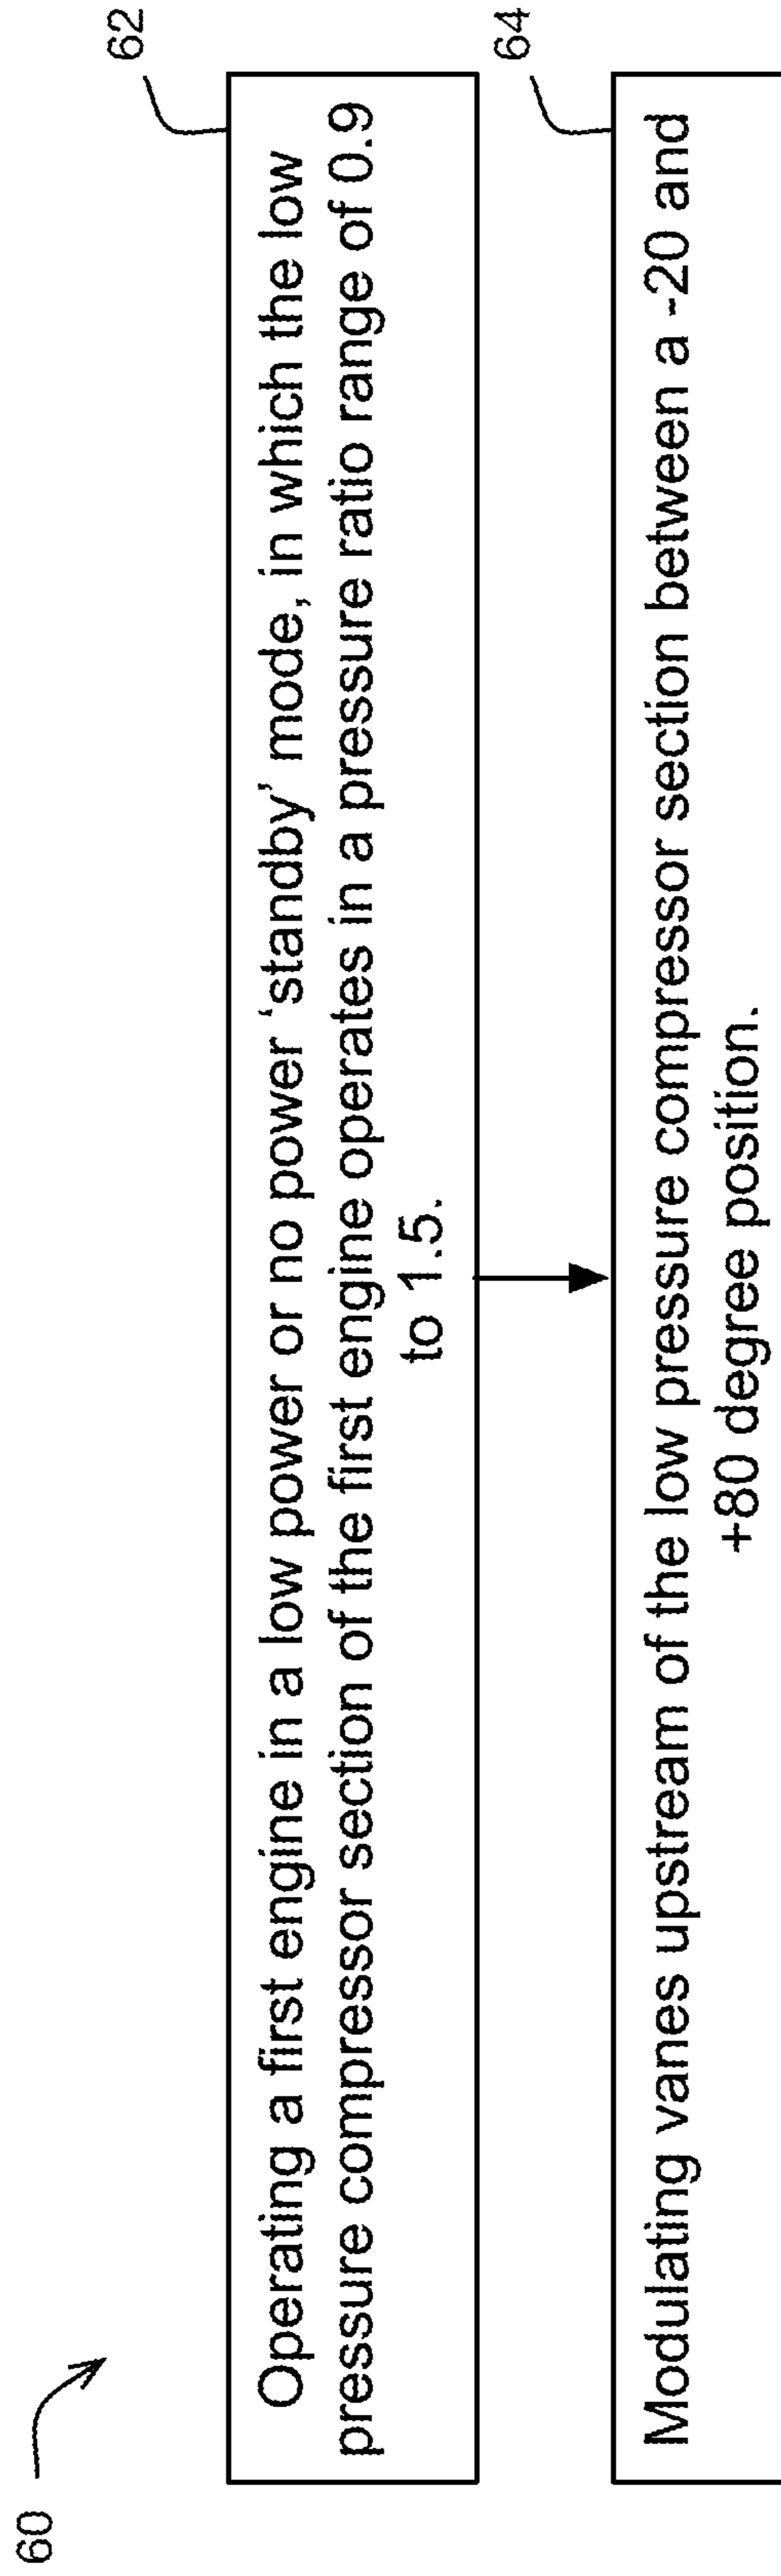 60
62
Operating a first engine in a low power or no power ‘standby’ mode, in which the low
pressure compressor section of the first engine operates in a pressure ratio range of 0.9
to 1.5.
64
Modulating vanes upstream of the low pressure compressor section between a -20 and
+80 degree position.